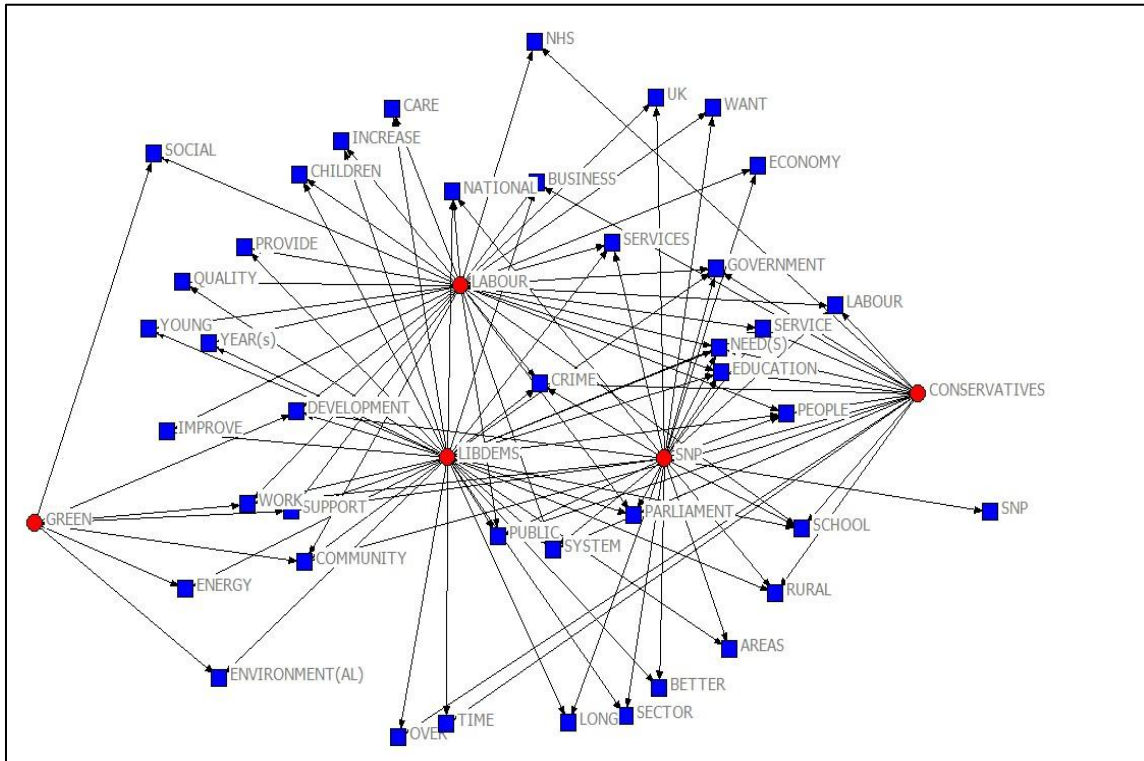 NHS
UK
WANT
CARE
INCREASE
SOCIAL
ECONOMY
CHILDREN
BUSINESS
NATIONAL
SERVICES
PROVIDE
GOVERNMENT
QUALITY
LABOUR
LABOUR
YOUNG
SERVICE
YEAR(s)
NEED(S)
EDUCATION
CRIME
CONSERVATIVES
DEVELOPMENT
PEOPLE
IMPROVE
LIBDEMS
SNP
WORK
SUPPORT
SNP
PARLIAMENT
GREEN
SCHOOL
PUBLIC
SYSTEM
COMMUNITY
ENERGY
RURAL
AREAS
ENVIRONMENT(AL)
BETTER
SECTOR
TIME
LONG
OVER